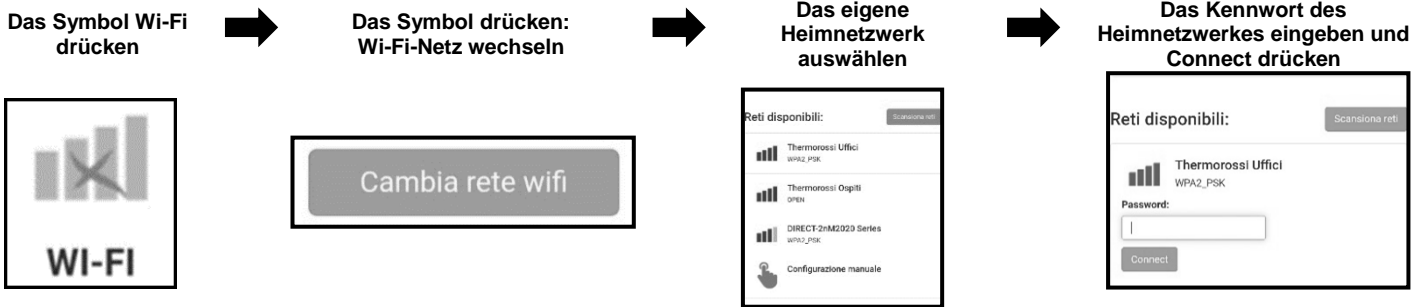 Das Symbol Wi-Fi
drücken
Das Symbol drücken:
Wi-Fi-Netz wechseln
Das eigene
Heimnetzwerk
auswählen
Das Kennwort des
Heimnetzwerkes eingeben und
Connect drücken
WI-FI
Cambia rete wifi
Reti disponibili:
Scansiona reti
Thermorossi Uffici
WPA2_PSK
Thermorossi Ospiti
OPEN
DIRECT-2nM2020 Series
WPA2_PSK
Configurazione manuale
Reti disponibili:
Scansiona reti
Thermorossi Uffici
WPA2_PSK
Password:
Connect